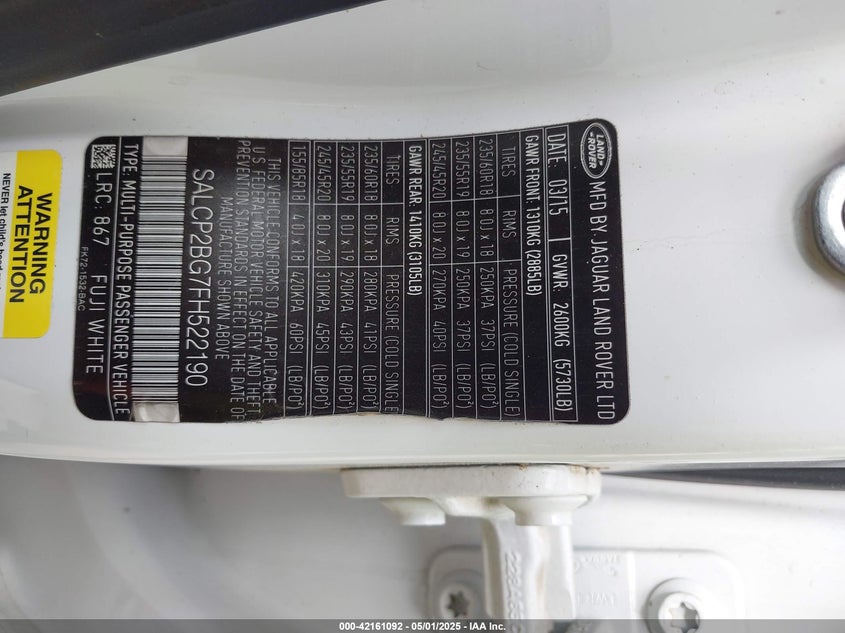 LAND
ROVER
MFD BY JAGUAR LAND ROVER LTD
DATE: 03/15 GVWR: 2600KG (5730LB)
GAWR FRONT: 1310KG (2885LB)
TIRES RIMS PRESSURE (COLD SINGLE)
235/60R18 8.0J x 18 250KPA 37PSI (LB/PO²)
235/55R19 8.0J x 19 250KPA 37PSI (LB/PO²)
245/45R20 8.0J x 20 270KPA 40PSI (LB/PO²)
GAWR REAR: 1410KG (3105LB)
TIRES RIMS PRESSURE (COLD SINGLE)
235/60R18 8.0J x 18 280KPA 41PSI (LB/PO²)
235/55R19 8.0J x 19 290KPA 43PSI (LB/PO²)
245/45R20 8.0J x 20 310KPA 45PSI (LB/PO²)
155/85R18 4.0J x 18 420KPA 60PSI (LB/PO²)
THIS VEHICLE CONFORMS TO ALL APPLICABLE
U.S. FEDERAL MOTOR VEHICLE SAFETY AND THEFT
PREVENTION STANDARDS IN EFFECT ON THE DATE OF
MANUFACTURE SHOWN ABOVE
SALCP2BG7FH522190
TYPE: MULTI-PURPOSE PASSENGER VEHICLE
LRC: 867 FUJI WHITE
FK72-1532-BAC
WARNING
ATTENTION
NEVER let child's head
000-42161092 - 05/01/2025 - IAA Inc.